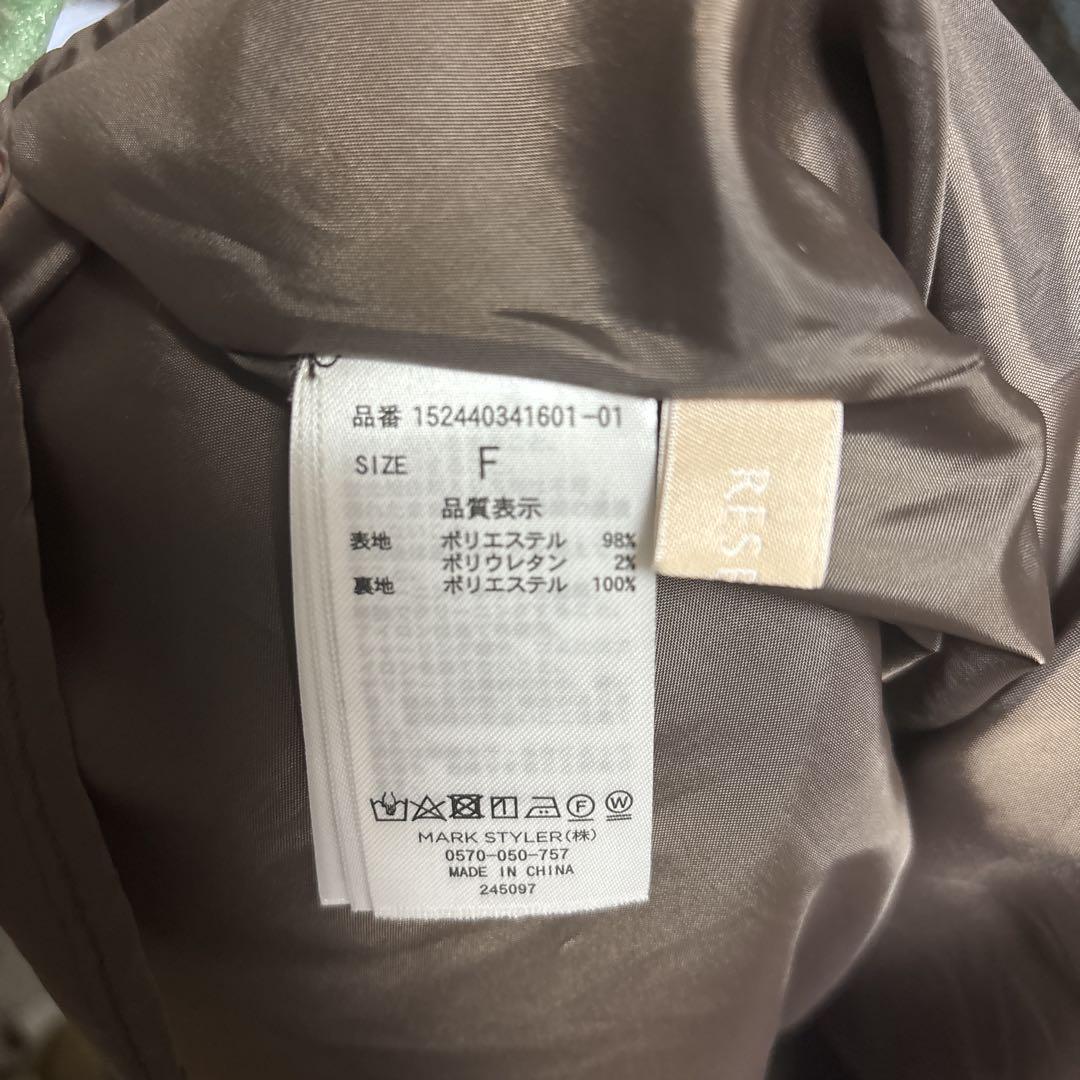 品番 152440341601-01
SIZE F
品質表示
表地 ポリエステル 98%
ポリウレタン 2%
裏地 ポリエステル 100%
F W
MARK STYLER(株)
0570-050-757
MADE IN CHINA
245097